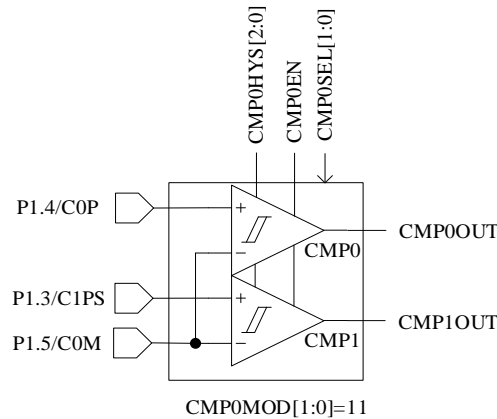 CMP0HYS[2:0]
CMP0EN
CMP0SEL[1:0]
P1.4/C0P
+
−
CMP0
CMP0OUT
P1.3/C1PS
+
P1.5/C0M
−
CMP1
CMP1OUT
CMP0MOD[1:0]=11